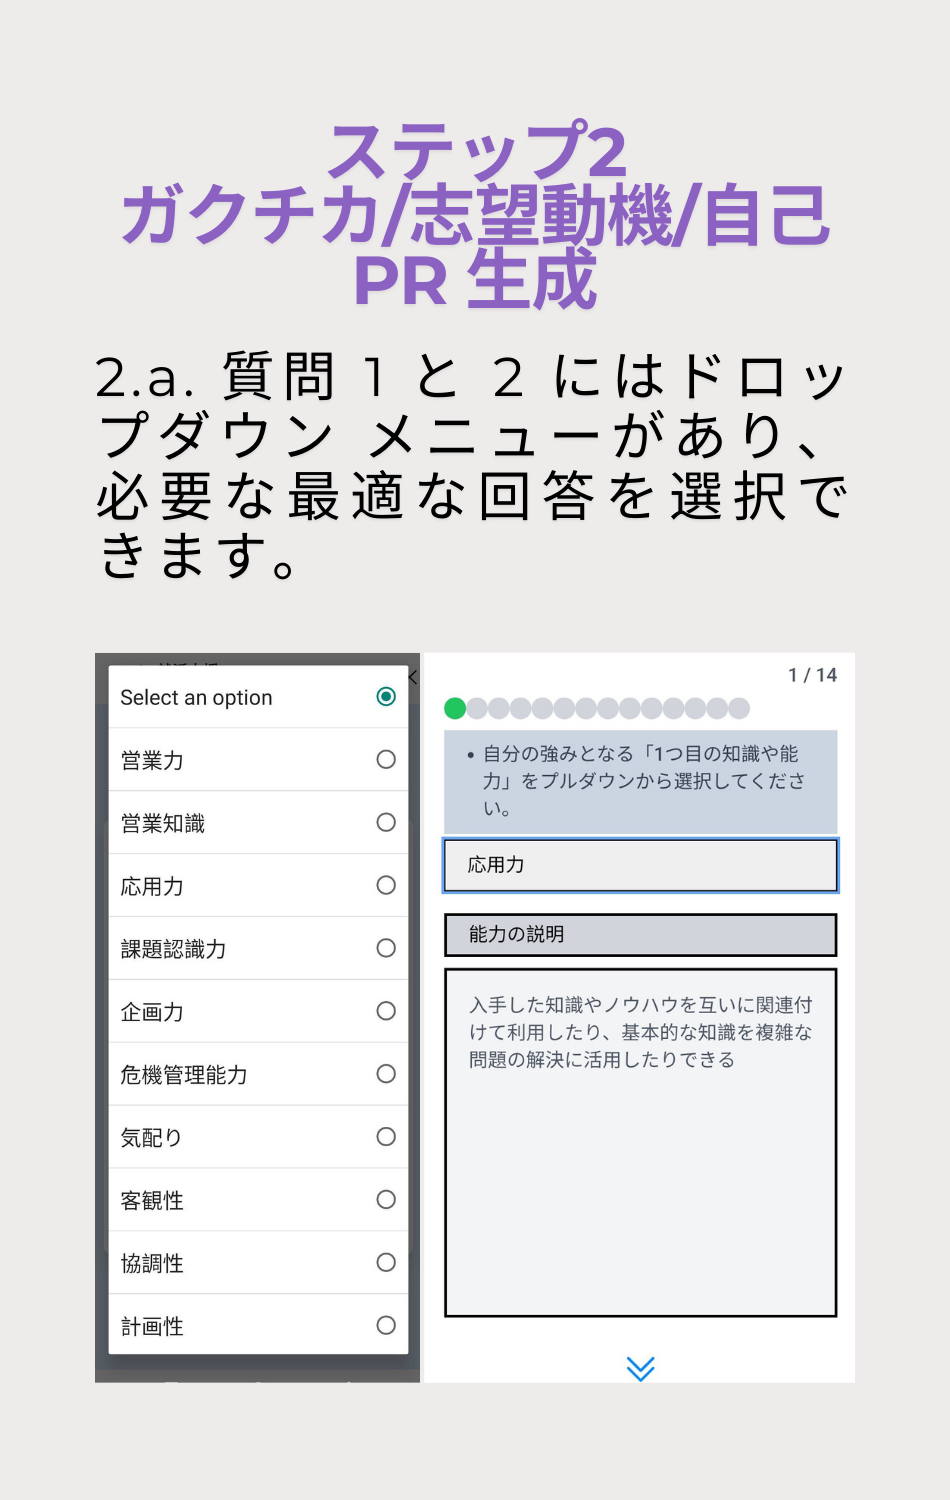 ステップ2
ガクチカ/志望動機/自己
PR 生成
2.a. 質問 1 と 2 にはドロッ
プダウン メニューがあり、
必要な最適な回答を選択で
きます。
Select an option
営業力
営業知識
応用力
課題認識力
企画力
危機管理能力
気配り
客観性
協調性
計画性
1 / 14
• 自分の強みとなる「1つ目の知識や能
力」をプルダウンから選択してくださ
い。
応用力
能力の説明
入手した知識やノウハウを互いに関連付
けて利用したり、基本的な知識を複雑な
問題の解決に活用したりできる